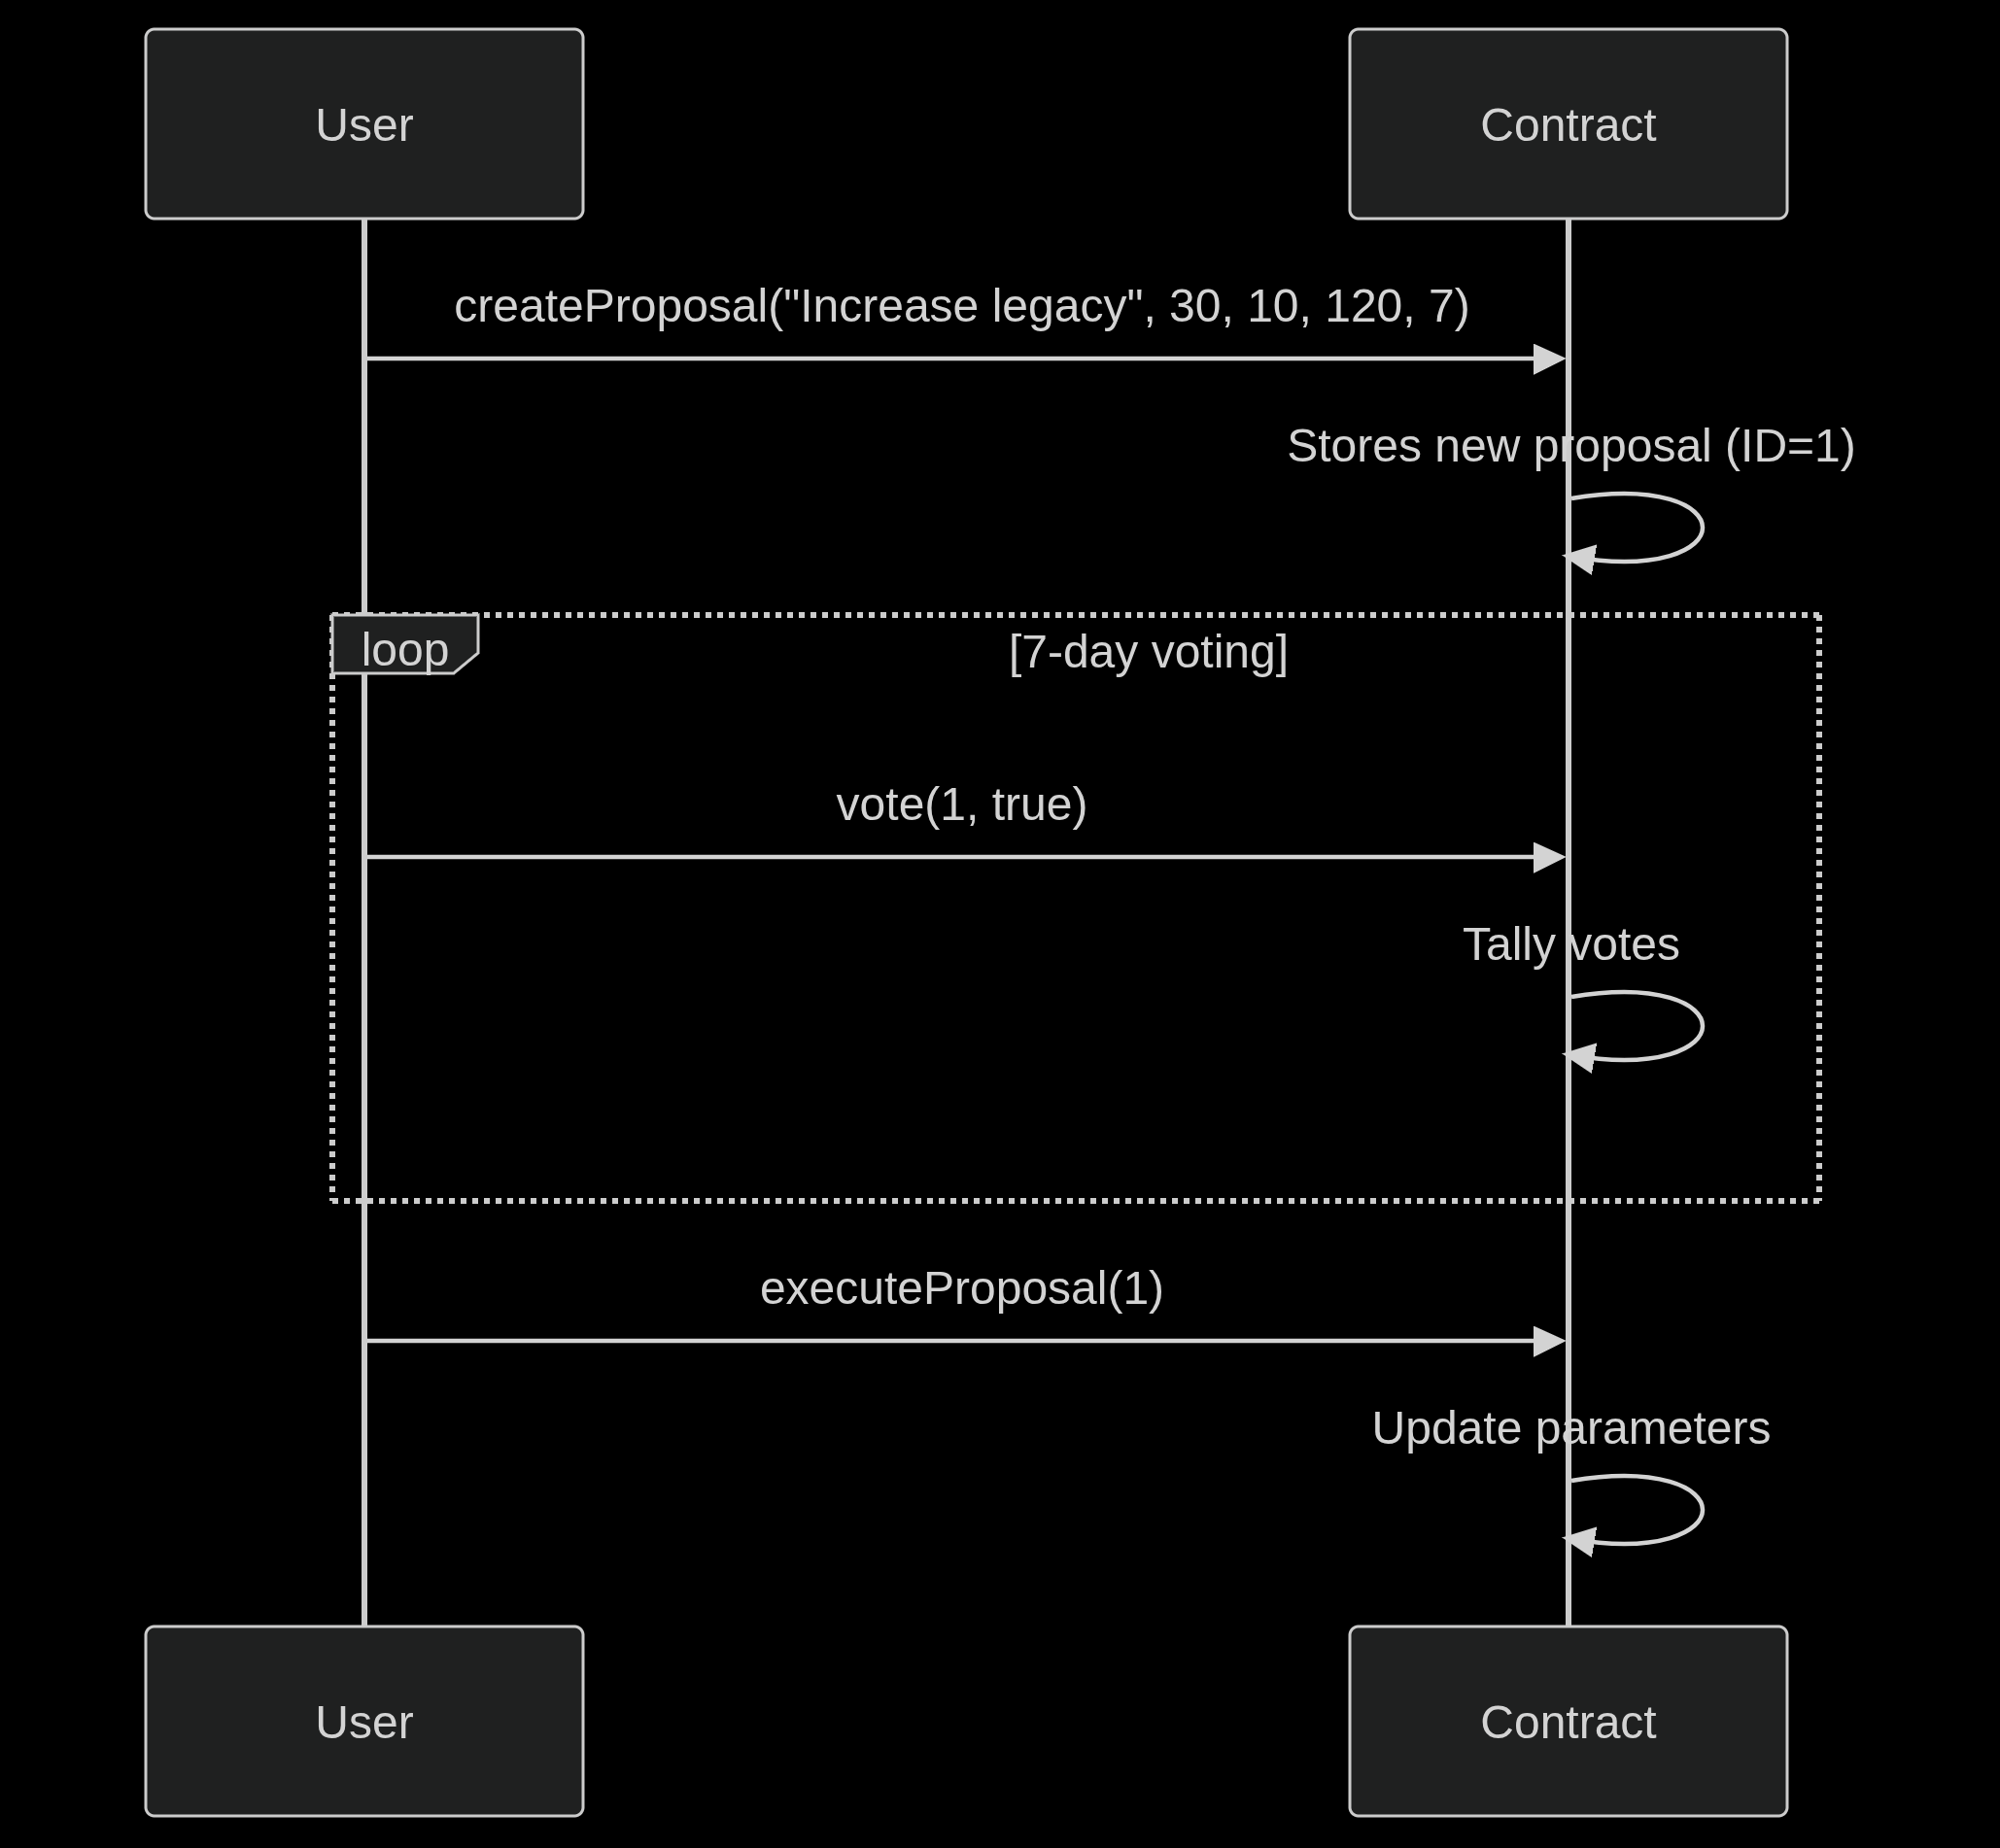 User
Contract
createProposal("Increase legacy", 30, 10, 120, 7)
Stores new proposal (ID=1)
loop
[7-day voting]
vote(1, true)
Tally votes
executeProposal(1)
Update parameters
User
Contract